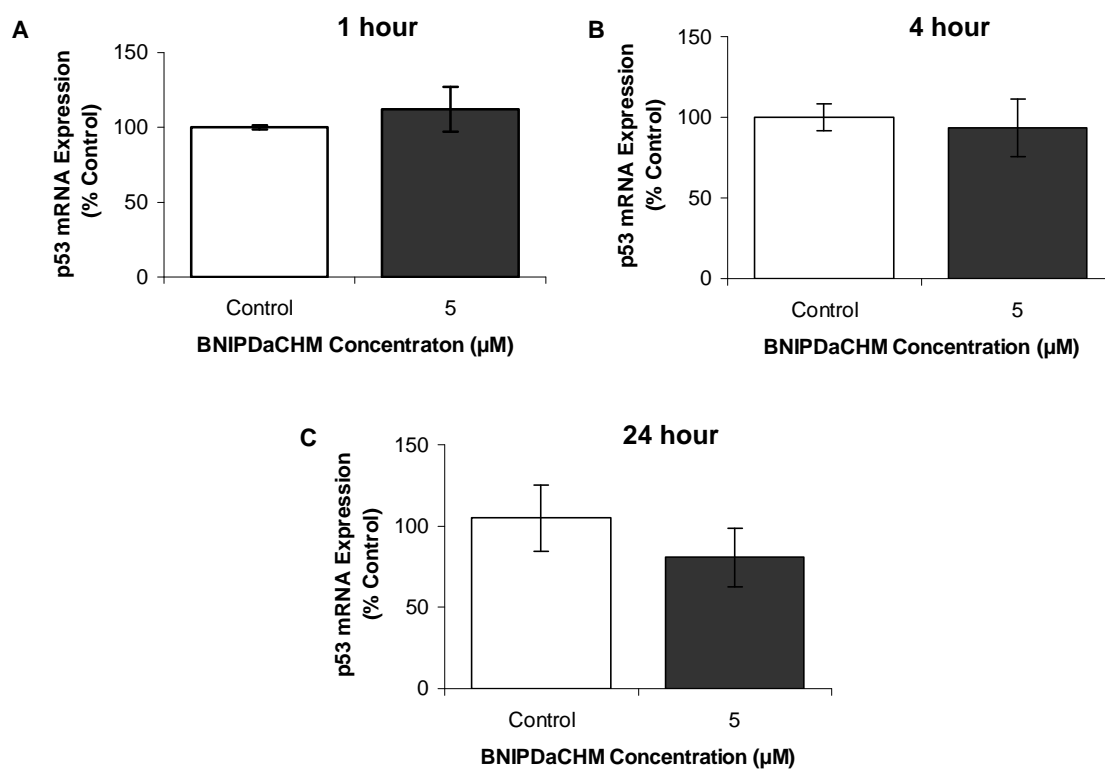 A
1 hour
p53 mRNA Expression
(% Control)
150
100
50
0
Control
5
BNIPDaCHM Concentraton (µM)
B
4 hour
p53 mRNA Expression
(% Control)
150
100
50
0
Control
5
BNIPDaCHM Concentration (µM)
C
24 hour
p53 mRNA Expression
(% Control)
150
100
50
0
Control
5
BNIPDaCHM Concentration (µM)